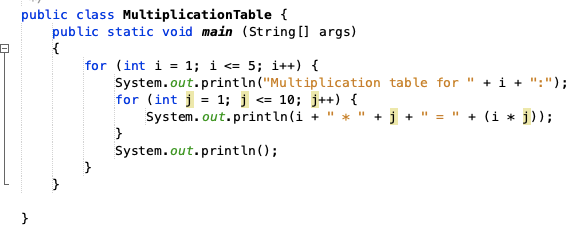 */
public class MultiplicationTable {
    public static void main (String[] args)
    {
        for (int i = 1; i <= 5; i++) {
            System.out.println("Multiplication table for " + i + ":");
            for (int j = 1; j <= 10; j++) {
                System.out.println(i + " * " + j + " = " + (i * j));
            }
            System.out.println();
        }
    }

}